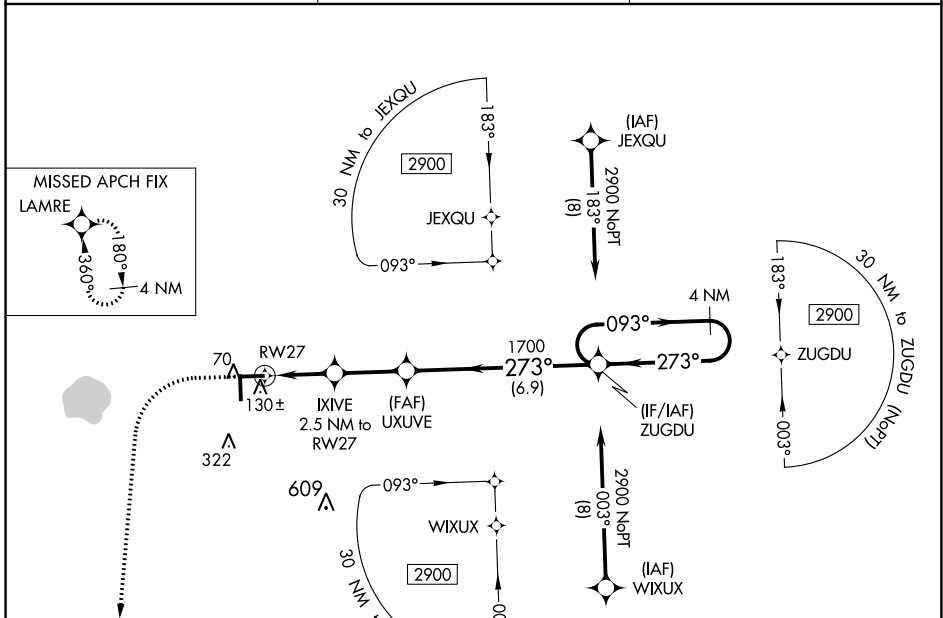 MISSED APCH FIX
LAMRE
180°
360°
4 NM
30 NM to JEXQU
183°
2900
JEXQU
093°
(IAF)
JEXQU
2900 NoPT
183°
(8)
4 NM
093°
273°
1700
273°
(6.9)
(IF/IAF)
ZUGDU
(FAF)
UXUVE
IXIVE
2.5 NM to
RW27
RW27
70
130±
322
609
183°
30 NM to ZUGDU (NoPT)
2900
ZUGDU
003°
093°
WIXUX
2900
30 NM
00
2900 NoPT
003°
(8)
(IAF)
WIXUX